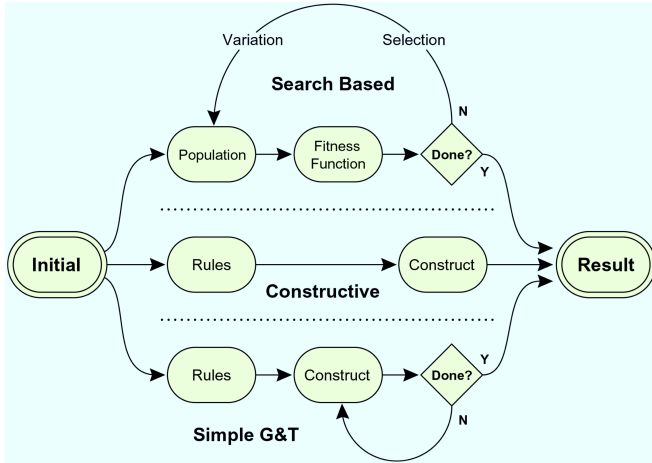 Variation
Selection
Search Based
N
Population
Fitness
Function
Done?
Y
Initial
Rules
Construct
Result
Constructive
Rules
Construct
Done?
Y
N
Simple G&T